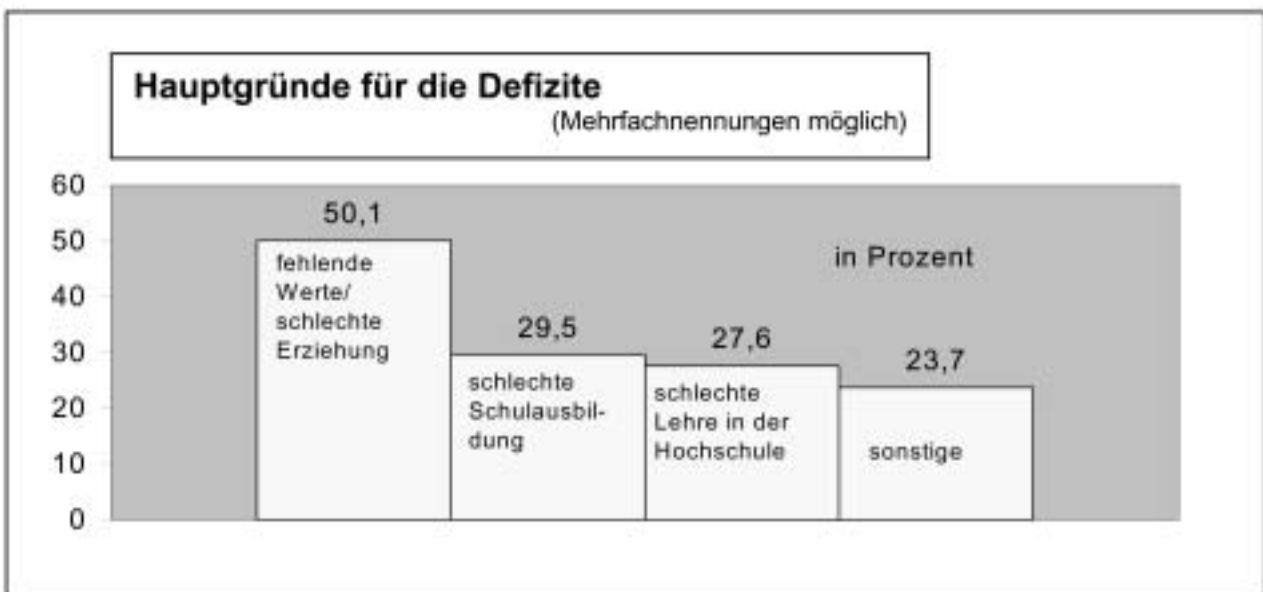 Hauptgründe für die Defizite
(Mehrfachnennungen möglich)
60
50
40
30
20
10
0
in Prozent
50,1
fehlende
Werte/
schlechte
Erziehung
29,5
schlechte
Schulausbil-
dung
27,6
schlechte
Lehre in der
Hochschule
23,7
sonstige